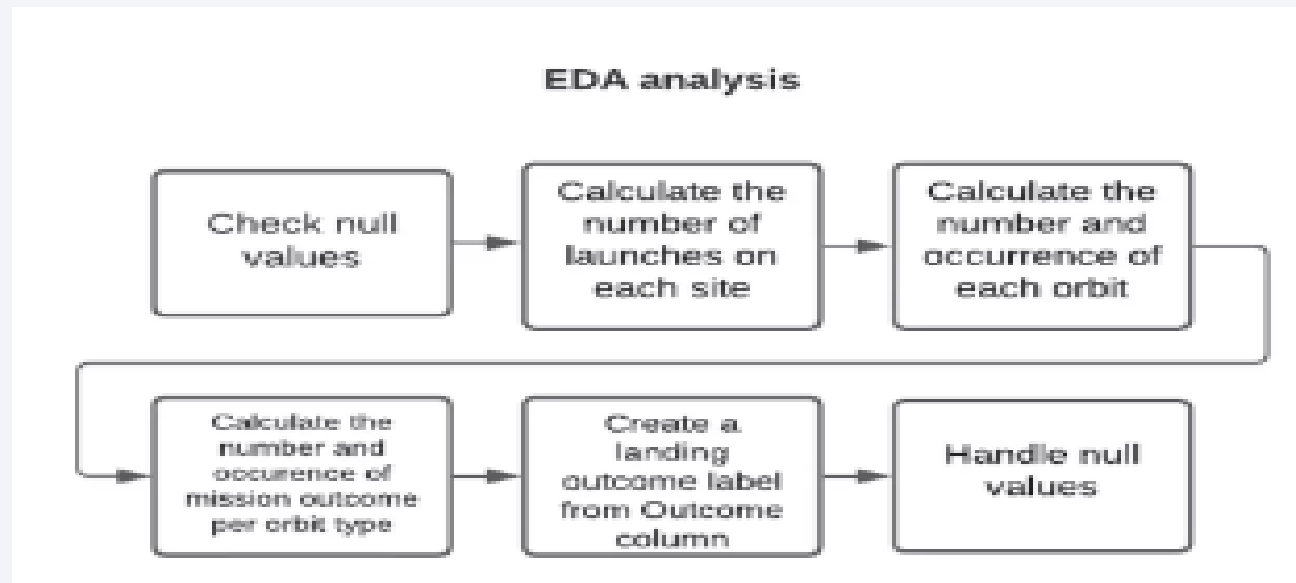 EDA analysis
Check null
values
Calculate the
number of
launches on
each site
Calculate the
number and
occurrence of
each orbit
Calculate the
number and
occurence of
mission outcome
per orbit type
Create a
landing
outcome label
from Outcome
column
Handle null
values